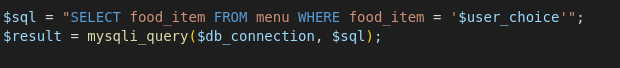 $sql = "SELECT food_item FROM menu WHERE food_item = '$user_choice'";
$result = mysqli_query($db_connection, $sql);